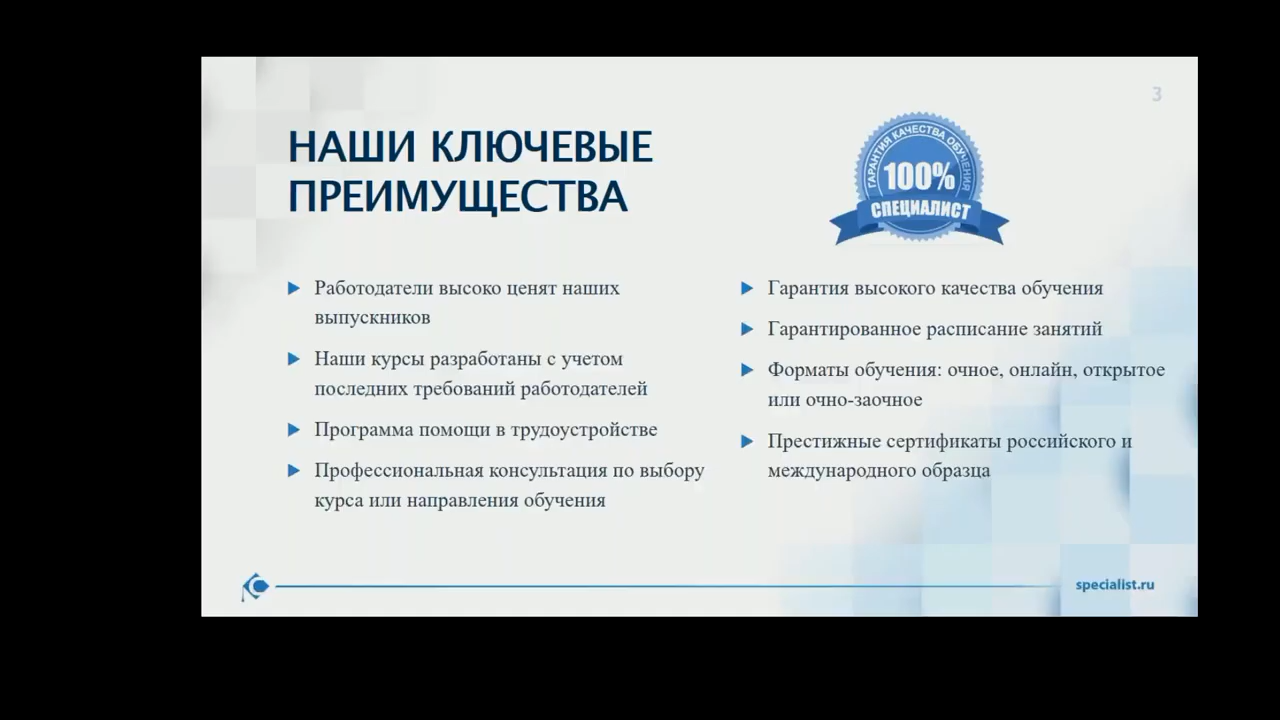 3
НАШИ КЛЮЧЕВЫЕ
ПРЕИМУЩЕСТВА
ГАРАНТИЯ КАЧЕСТВА ОБУЧЕНИЯ
100%
СПЕЦИАЛИСТ
Работодатели высоко ценят наших
выпускников
Наши курсы разработаны с учетом
последних требований работодателей
Программа помощи в трудоустройстве
Профессиональная консультация по выбору
курса или направления обучения
Гарантия высокого качества обучения
Гарантированное расписание занятий
Форматы обучения: очное, онлайн, открытое
или очно-заочное
Престижные сертификаты российского и
международного образца
specialist.ru